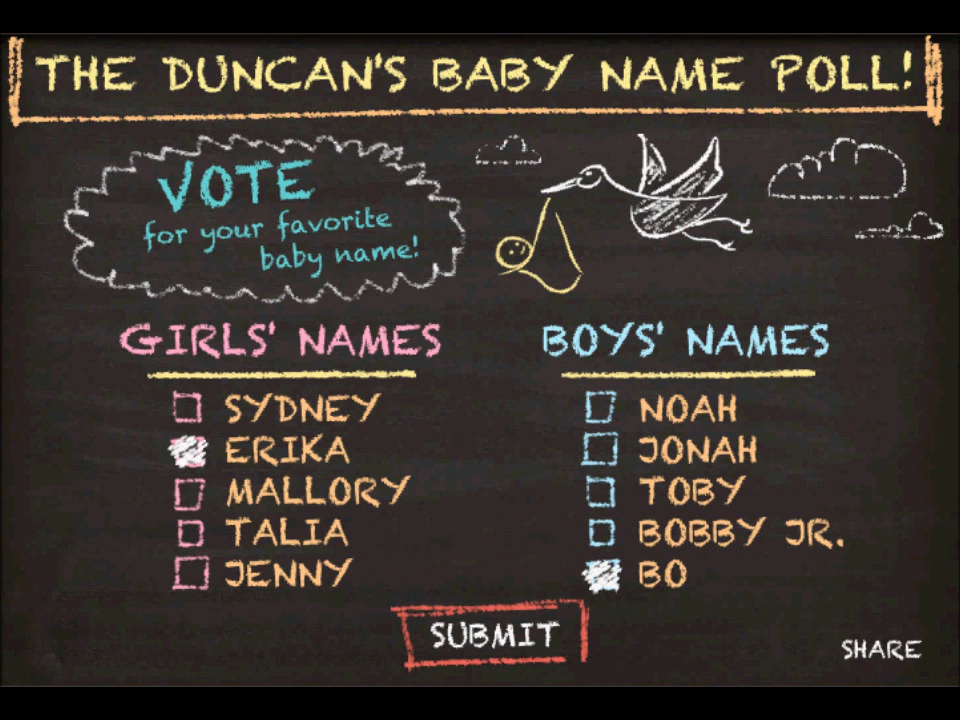 THE DUNCAN'S BABY NAME POLL!
VOTE
for your favorite
baby name!
GIRLS' NAMES
SYDNEY
ERIKA
MALLORY
TALIA
JENNY
BOYS' NAMES
NOAH
JONAH
TOBY
BOBBY JR.
BO
SUBMIT
SHARE